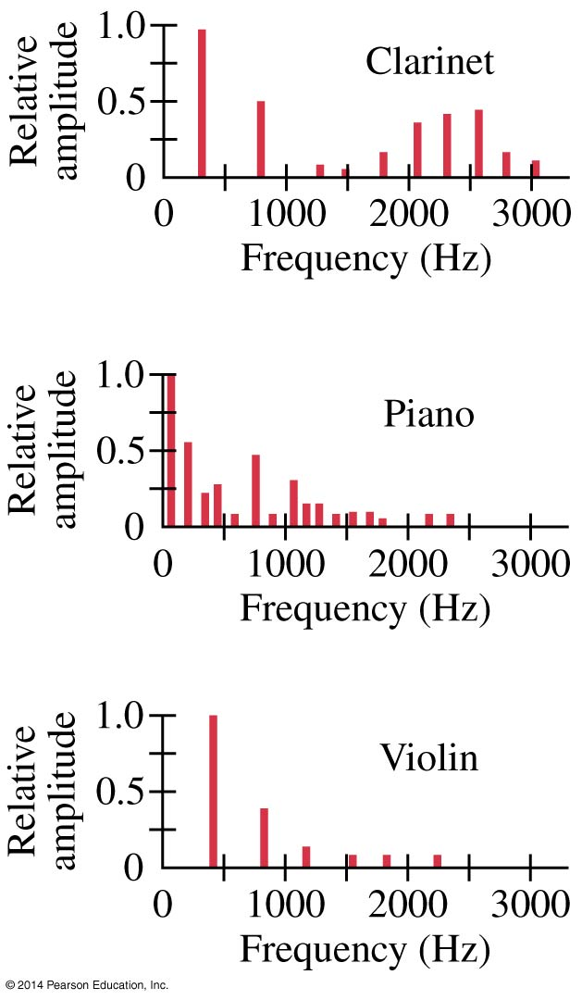 Clarinet
Relative
amplitude
1.0
0.5
0
0 1000 2000 3000
Frequency (Hz)
Piano
Relative
amplitude
1.0
0.5
0
0 1000 2000 3000
Frequency (Hz)
Violin
Relative
amplitude
1.0
0.5
0
0 1000 2000 3000
Frequency (Hz)
© 2014 Pearson Education, Inc.